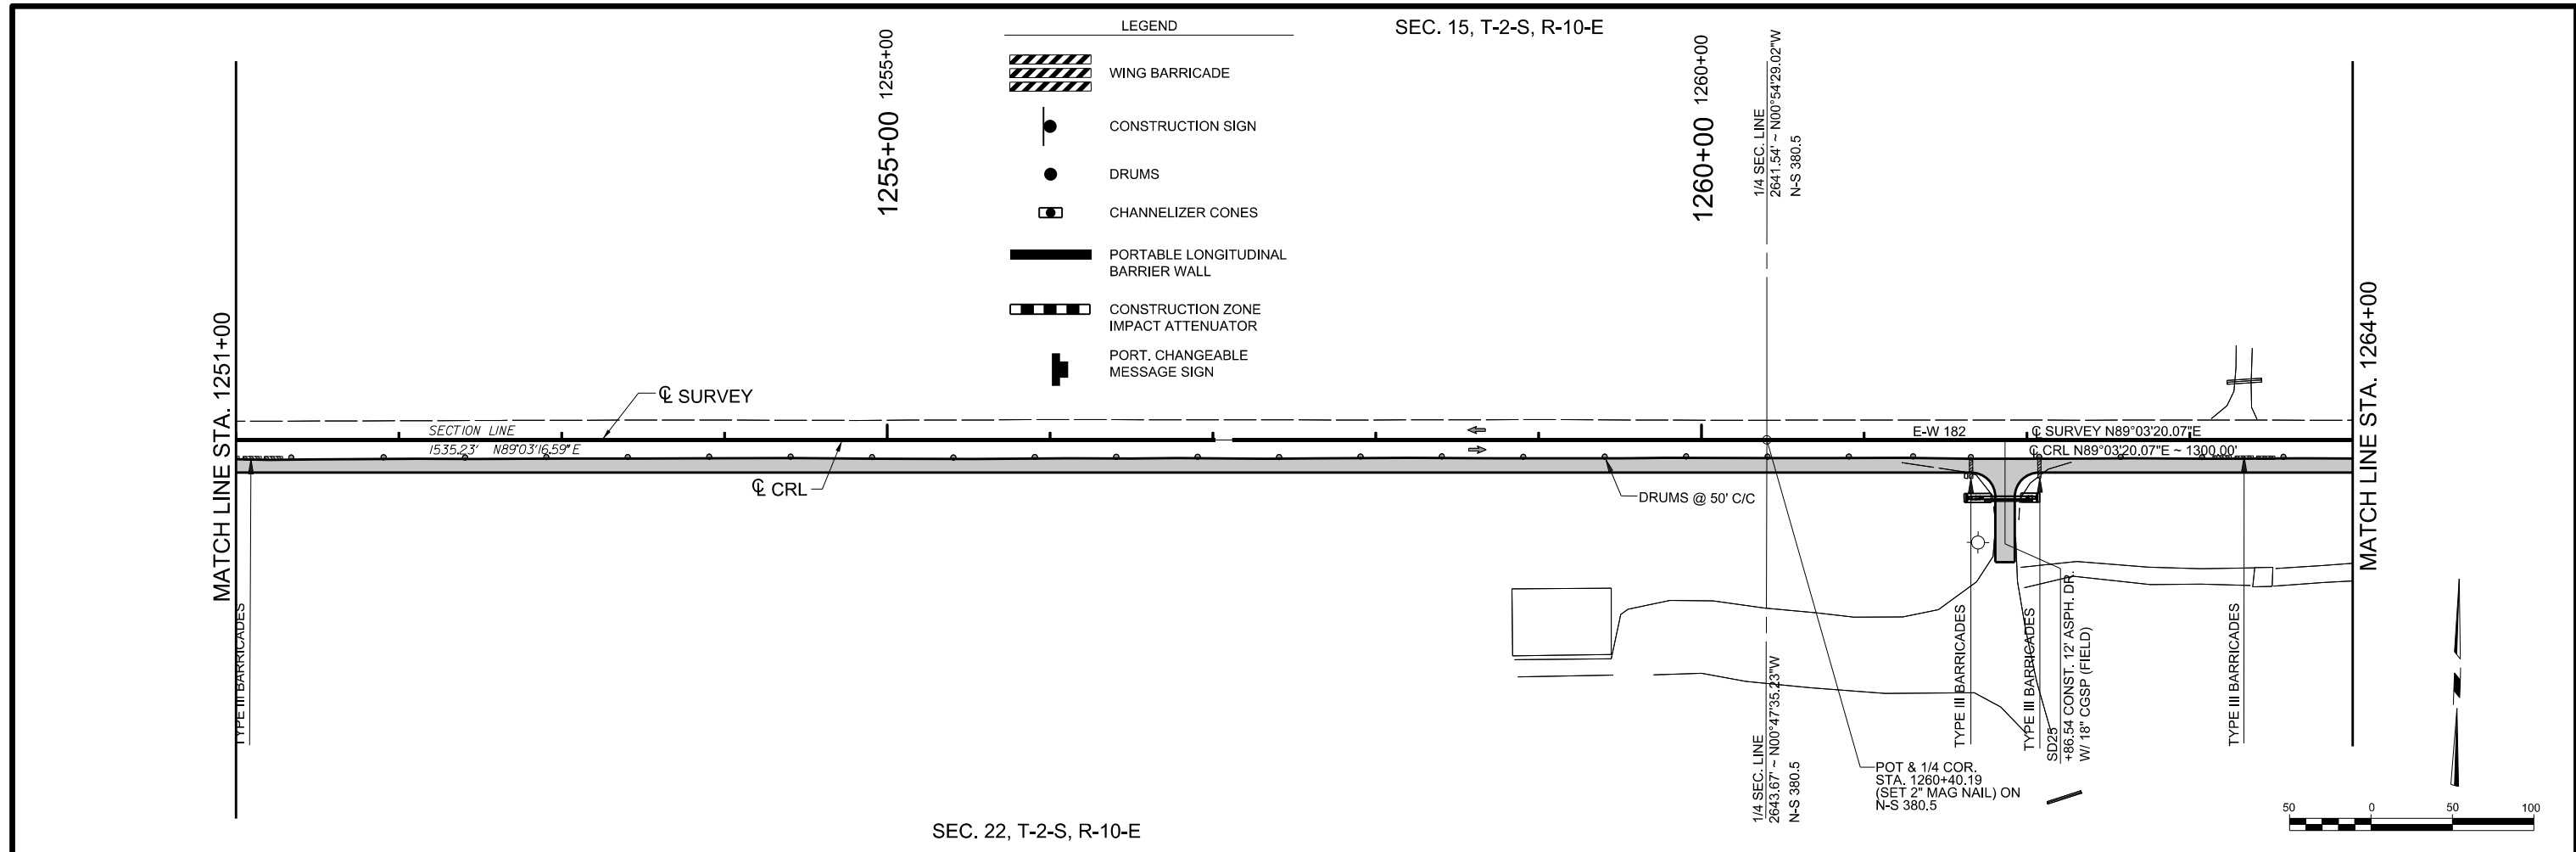 LEGEND
SEC. 15, T-2-S, R-10-E
WING BARRICADE
CONSTRUCTION SIGN
DRUMS
CHANNELIZER CONES
PORTABLE LONGITUDINAL
BARRIER WALL
CONSTRUCTION ZONE
IMPACT ATTENUATOR
PORT. CHANGEABLE
MESSAGE SIGN
1255+00
1255+00
1260+00
1260+00
1/4 SEC. LINE
2641.54' ~ N00°54'29.02"W
N-S 380.5
MATCH LINE STA. 1251+00
MATCH LINE STA. 1264+00
℄ SURVEY
SECTION LINE
1535.23' N89°03'16.59"E
E-W 182
℄ SURVEY N89°03'20.07"E
℄ CRL N89°03'20.07"E ~ 1300.00'
℄ CRL
DRUMS @ 50' C/C
TYPE III BARRICADES
TYPE III BARRICADES
TYPE III BARRICADES
SD25
+86.54 CONST. 12' ASPH. DR.
W/ 18" CGSP (FIELD)
TYPE III BARRICADES
1/4 SEC. LINE
2643.67' ~ N00°47'35.23"W
N-S 380.5
POT & 1/4 COR.
STA. 1260+40.19
(SET 2" MAG NAIL) ON
N-S 380.5
SEC. 22, T-2-S, R-10-E
50 0 50 100